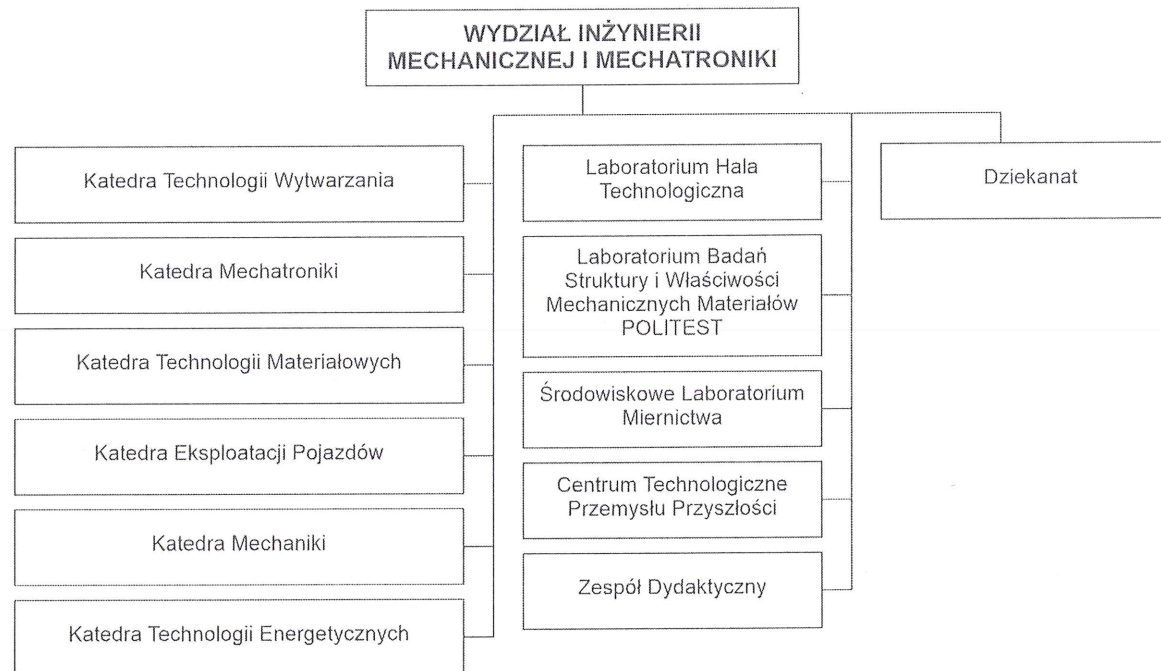 WYDZIAŁ INŻYNIERII
MECHANICZNEJ I MECHATRONIKI
Katedra Technologii Wytwarzania
Katedra Mechatroniki
Katedra Technologii Materiałowych
Katedra Eksploatacji Pojazdów
Katedra Mechaniki
Katedra Technologii Energetycznych
Laboratorium Hala
Technologiczna
Laboratorium Badań
Struktury i Właściwości
Mechanicznych Materiałów
POLITEST
Środowiskowe Laboratorium
Miernictwa
Centrum Technologiczne
Przemysłu Przyszłości
Zespół Dydaktyczny
Dziekanat